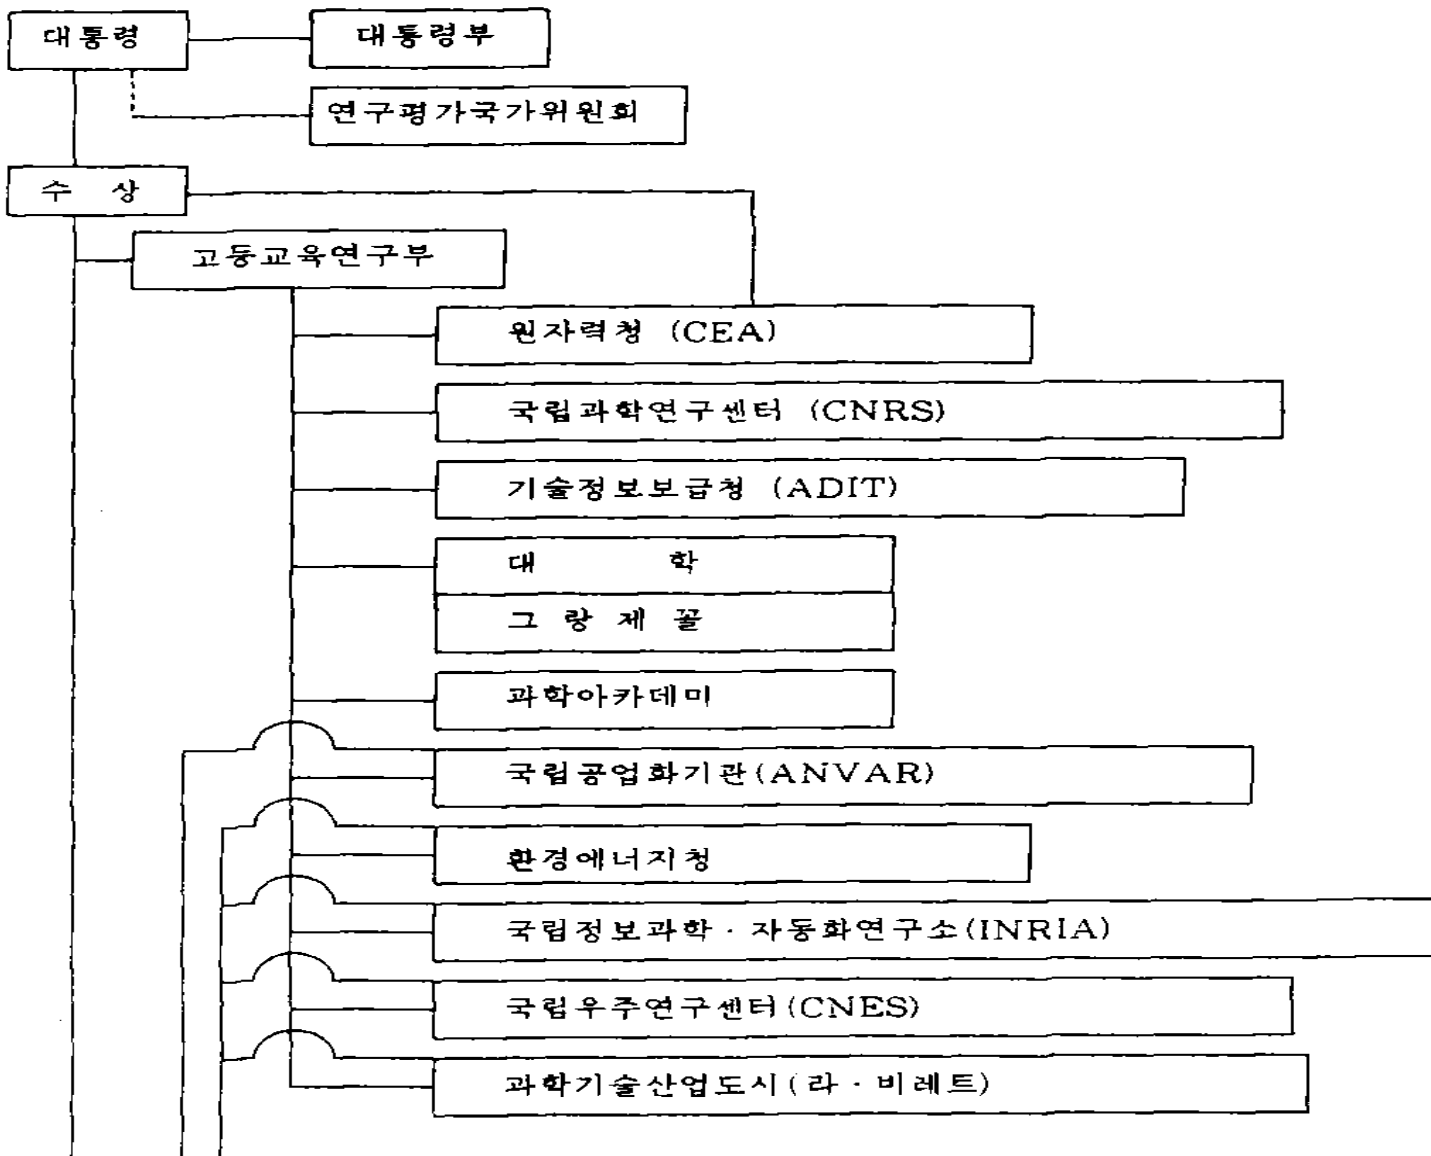 대통령
대통령부
연구평가국가위원회
수 상
고등교육연구부
원자력청 (CEA)
국립과학연구센터 (CNRS)
기술정보보급청 (ADIT)
대 학
그 랑 제 꼴
과학아카데미
국립공업화기관(ANVAR)
환경에너지청
국립정보과학 · 자동화연구소(INRIA)
국립우주연구센터(CNES)
과학기술산업도시(라 · 비레트)